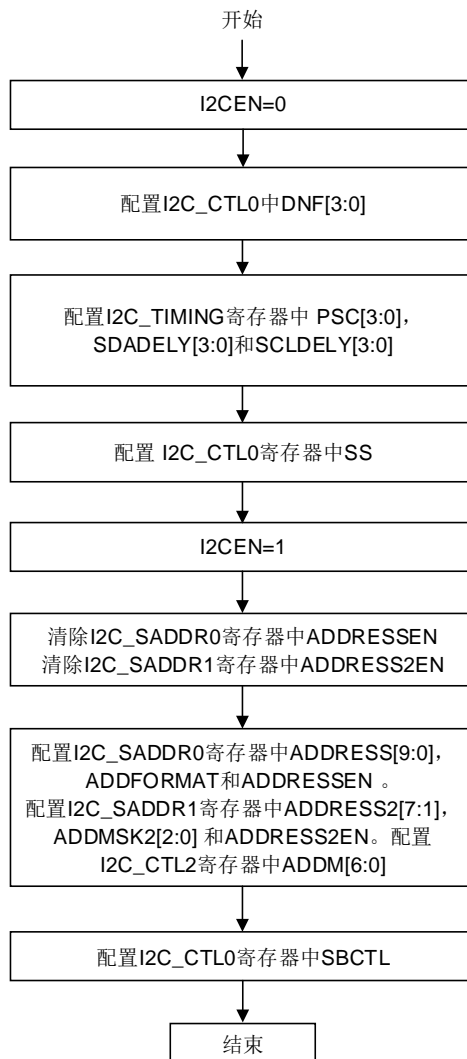 开始
I2CEN=0
配置I2C_CTL0中DNF[3:0]
配置I2C_TIMING寄存器中 PSC[3:0]，
SDADELY[3:0]和SCLDELY[3:0]
配置 I2C_CTL0寄存器中SS
I2CEN=1
清除I2C_SADDR0寄存器中ADDRESSEN
清除I2C_SADDR1寄存器中ADDRESS2EN
配置I2C_SADDR0寄存器中ADDRESS[9:0]，
ADDFORMAT和ADDRESSEN 。
配置I2C_SADDR1寄存器中ADDRESS2[7:1]，
ADDMSK2[2:0] 和ADDRESS2EN。配置
I2C_CTL2寄存器中ADDM[6:0]
配置I2C_CTL0寄存器中SBCTL
结束